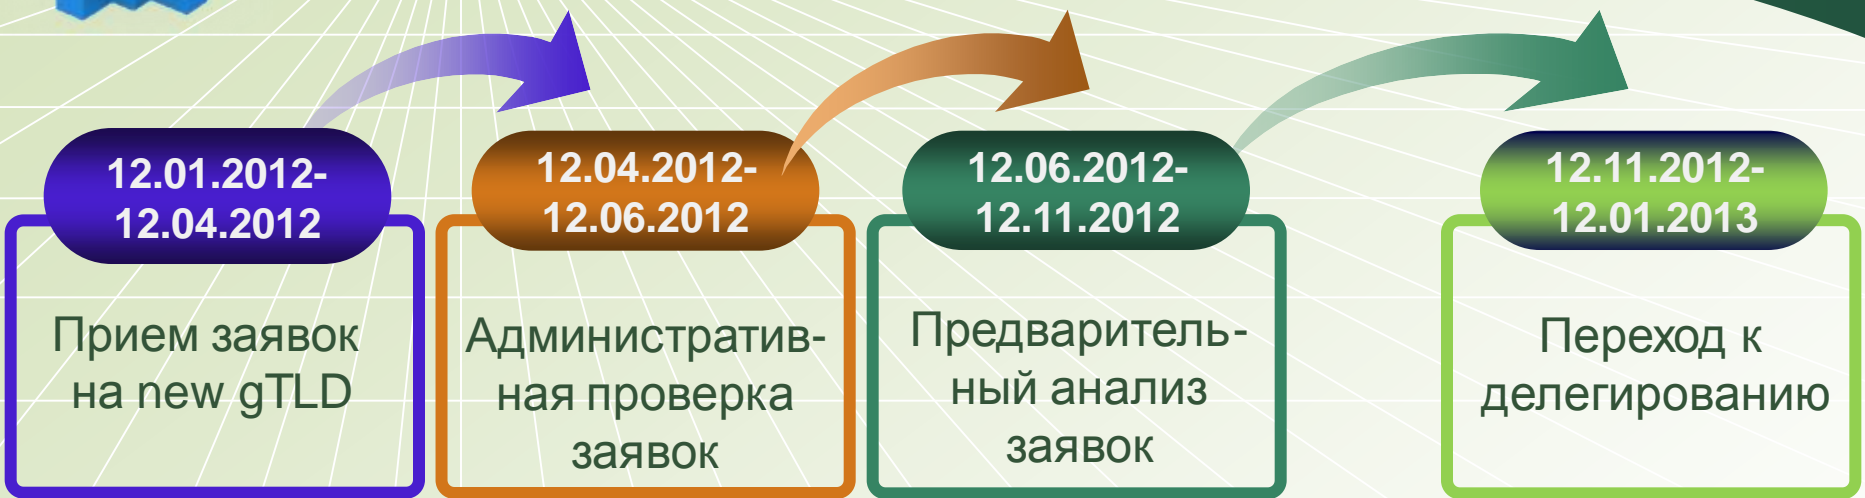 12.01.2012-
12.04.2012
Прием заявок
на new gTLD
12.04.2012-
12.06.2012
Административ-
ная проверка
заявок
12.06.2012-
12.11.2012
Предваритель-
ный анализ
заявок
12.11.2012-
12.01.2013
Переход к
делегированию